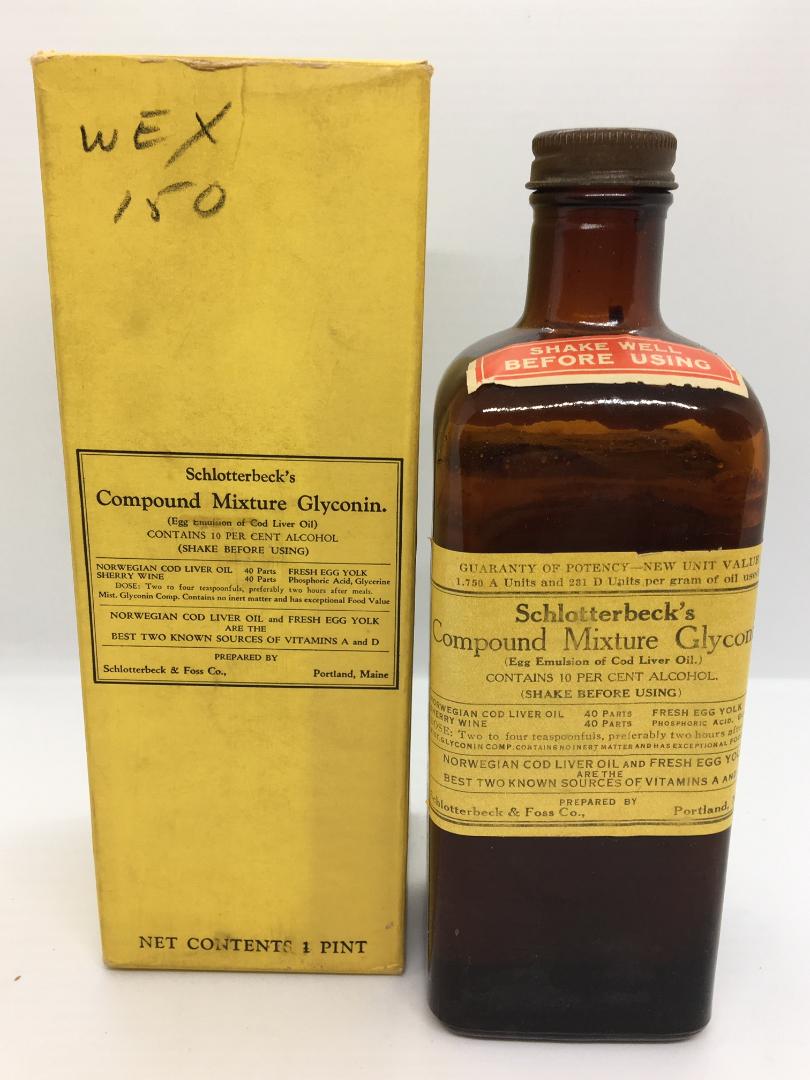 WEX
150
Schlotterbeck's
Compound Mixture Glyconin.
(Egg Emulsion of Cod Liver Oil)
CONTAINS 10 PER CENT ALCOHOL
(SHAKE BEFORE USING)
NORWEGIAN COD LIVER OIL 40 Parts FRESH EGG YOLK
SHERRY WINE 40 Parts Phosphoric Acid, Glycerine
DOSE: Two to four teaspoonfuls, preferably two hours after meals.
Mist. Glyconin Comp. Contains no inert matter and has exceptional Food Value
NORWEGIAN COD LIVER OIL and FRESH EGG YOLK
ARE THE
BEST TWO KNOWN SOURCES OF VITAMINS A and D
PREPARED BY
Schlotterbeck & Foss Co., Portland, Maine
NET CONTENTS 1 PINT
SHAKE WELL
BEFORE USING
GUARANTY OF POTENCY—NEW UNIT VALUE
1.750 A Units and 231 D Units per gram of oil used
Schlotterbeck's
Compound Mixture Glyconi
(Egg Emulsion of Cod Liver Oil.)
CONTAINS 10 PER CENT ALCOHOL.
(SHAKE BEFORE USING)
NORWEGIAN COD LIVER OIL 40 PARTS FRESH EGG YOLK
SHERRY WINE 40 PARTS PHOSPHORIC ACID,
DOSE: Two to four teaspoonfuls, preferably two hours after
GLYCONIN COMP. CONTAINS NO INERT MATTER AND HAS EXCEPTIONAL
NORWEGIAN COD LIVER OIL AND FRESH EGG YO
ARE THE
BEST TWO KNOWN SOURCES OF VITAMINS A AND
PREPARED BY
Schlotterbeck & Foss Co., Portland,